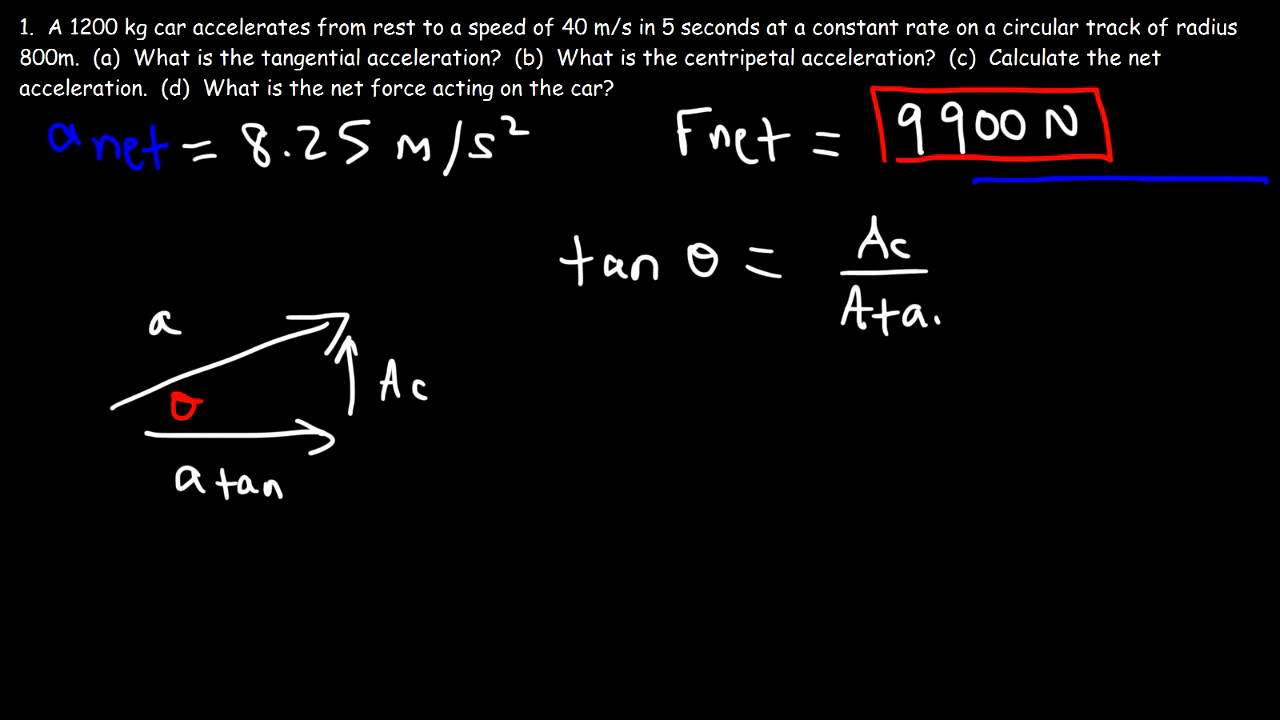 1. A 1200 kg car accelerates from rest to a speed of 40 m/s in 5 seconds at a constant rate on a circular track of radius
800m. (a) What is the tangential acceleration? (b) What is the centripetal acceleration? (c) Calculate the net
acceleration. (d) What is the net force acting on the car?
a net = 8.25 m/s²
Fnet = 9900 N
tan θ = Ac
Ata.
a
Ac
θ
a tan